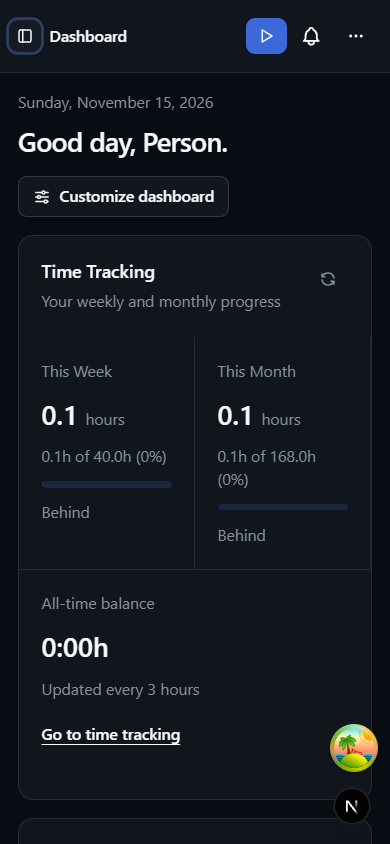 Dashboard
Sunday, November 15, 2026
Good day, Person.
Customize dashboard
Time Tracking
Your weekly and monthly progress
This Week
0.1 hours
0.1h of 40.0h (0%)
Behind
This Month
0.1 hours
0.1h of 168.0h
(0%)
Behind
All-time balance
0:00h
Updated every 3 hours
Go to time tracking
N